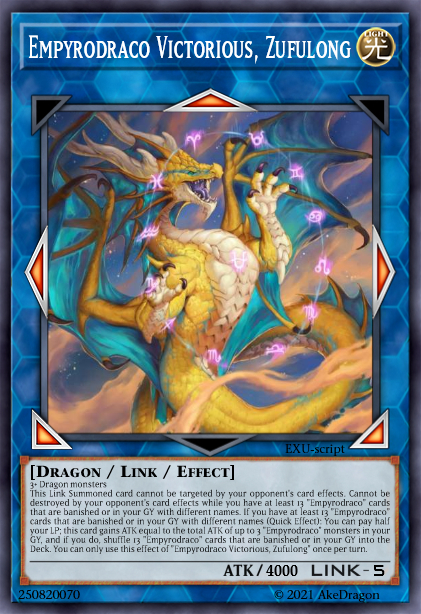 EMPYRODRACO VICTORIOUS, ZUFULONG
LIGHT
光
EXU-script
[DRAGON / LINK / EFFECT]
3+ Dragon monsters
This Link Summoned card cannot be targeted by your opponent's card effects. Cannot be
destroyed by your opponent's card effects while you have at least 13 "Empyrodraco" cards
that are banished or in your GY with different names. If you have at least 13 "Empyrodraco"
cards that are banished or in your GY with different names (Quick Effect): You can pay half
your LP; this card gains ATK equal to the total ATK of up to 3 "Empyrodraco" monsters in your
GY, and if you do, shuffle 13 "Empyrodraco" cards that are banished or in your GY into the
Deck. You can only use this effect of "Empyrodraco Victorious, Zufulong" once per turn.
ATK/4000 LINK-5
250820070 © 2021 AkeDragon